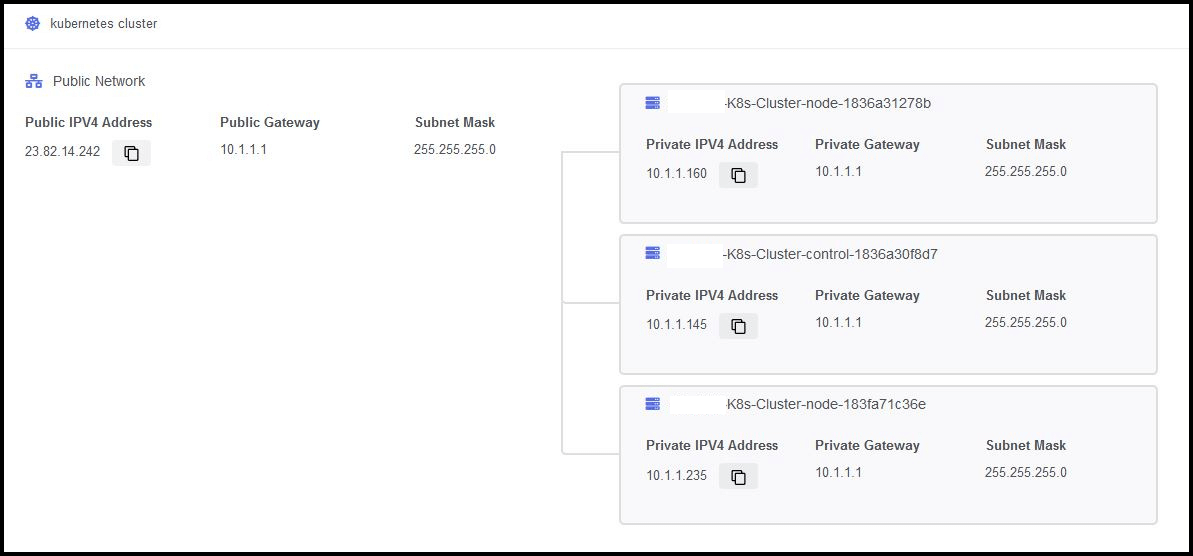 kubernetes cluster
Public Network
Public IPV4 Address Public Gateway Subnet Mask
23.82.14.242 10.1.1.1 255.255.255.0
-K8s-Cluster-node-1836a31278b
Private IPV4 Address Private Gateway Subnet Mask
10.1.1.160 10.1.1.1 255.255.255.0
-K8s-Cluster-control-1836a30f8d7
Private IPV4 Address Private Gateway Subnet Mask
10.1.1.145 10.1.1.1 255.255.255.0
-K8s-Cluster-node-183fa71c36e
Private IPV4 Address Private Gateway Subnet Mask
10.1.1.235 10.1.1.1 255.255.255.0